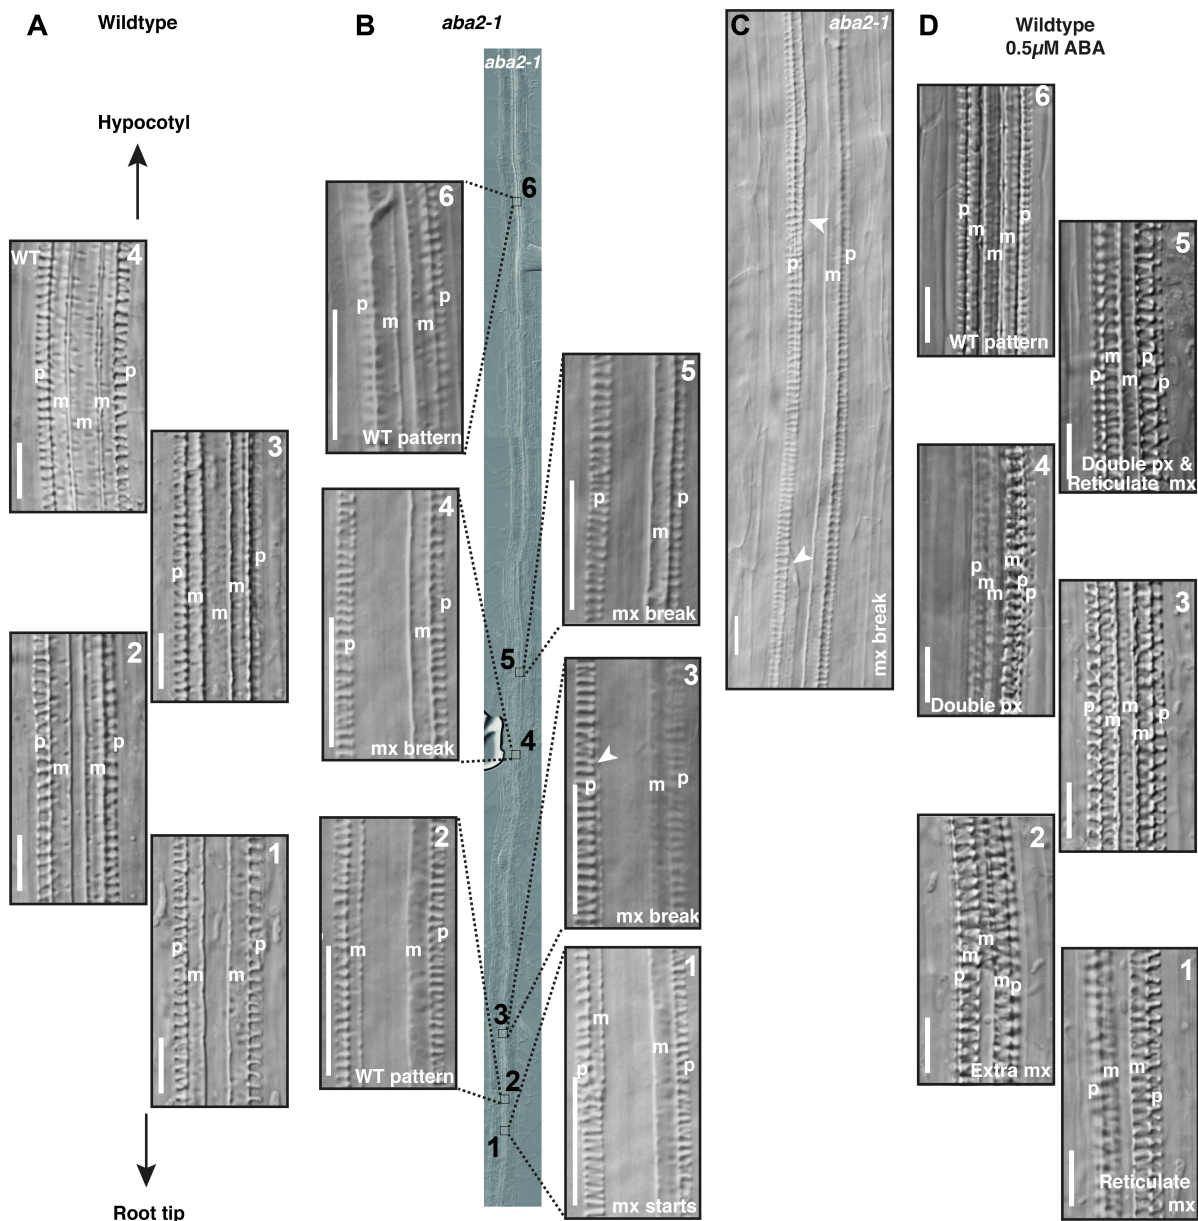 A Wildtype
B aba2-1
C aba2-1
D Wildtype
0.5µM ABA
Hypocotyl
WT 4
p p
m m
m
3
p
p
m m
m
2
p p
m m
1
p p
m m
Root tip
aba2-1
6
5
4
3
2
1
6
p p
m m
WT pattern
5
p p
m
mx break
4
p
m
p
mx break
3
p p
m
mx break
2
p
m m
WT pattern
1
m
m
p p
mx starts
p
p m
mx break
6
p p
m m
m
WT pattern
5
m p
p m p
Double px &
Reticulate mx
4
m
p
m p
m p
Double px
3
p m p
m
m
2
m
m
p m p
Extra mx
1
m m
p p
Reticulate
mx